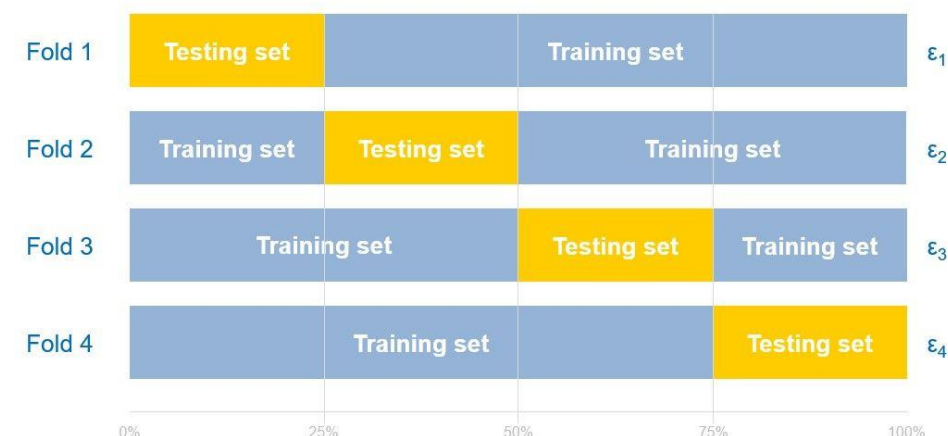 Fold 1 Testing set Training set ε₁
Fold 2 Training set Testing set Training set ε₂
Fold 3 Training set Testing set Training set ε₃
Fold 4 Training set Testing set ε₄
0% 25% 50% 75% 100%